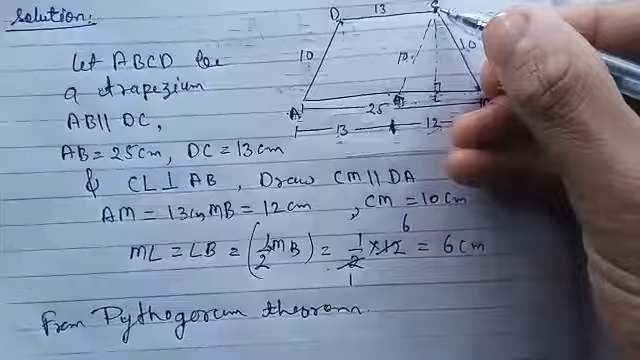 Solution:
D 13 C
10 10 10
A M L
25
13 12
Let ABCD be
a trapezium
AB || DC,
AB = 25cm, DC = 13cm
& CL ⊥ AB, Draw CM || DA
AM = 13cm, MB = 12cm, CM = 10cm
ML = LB = (1/2 MB) = 1/2 × 12 = 6cm
6
1
From Pythogorum theorom.